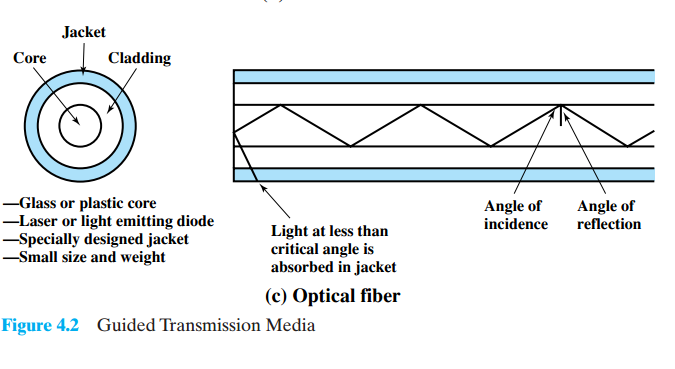 Jacket
Core
Cladding
—Glass or plastic core
—Laser or light emitting diode
—Specially designed jacket
—Small size and weight
Light at less than
critical angle is
absorbed in jacket
Angle of
incidence
Angle of
reflection
(c) Optical fiber
Figure 4.2 Guided Transmission Media